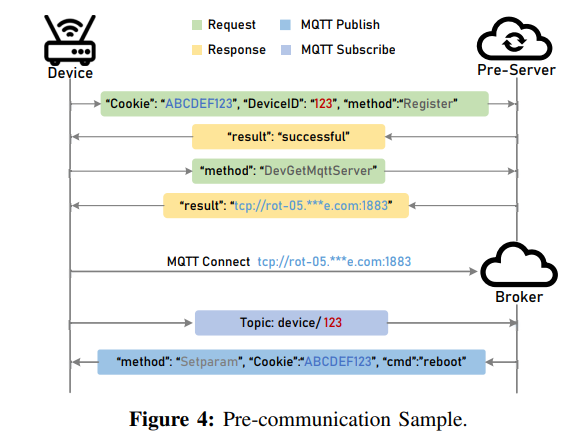 Request
MQTT Publish
Response
MQTT Subscribe
Device
Pre-Server
“Cookie”: “ABCDEF123”, “DeviceID”: “123”, “method”:“Register”
“result”: “successful”
“method”: “DevGetMqttServer”
“result”: “tcp://rot-05.***e.com:1883”
MQTT Connect tcp://rot-05.***e.com:1883
Broker
Topic: device/ 123
“method”: “Setparam”, “Cookie”:“ABCDEF123”, “cmd”:”reboot”
Figure 4: Pre-communication Sample.